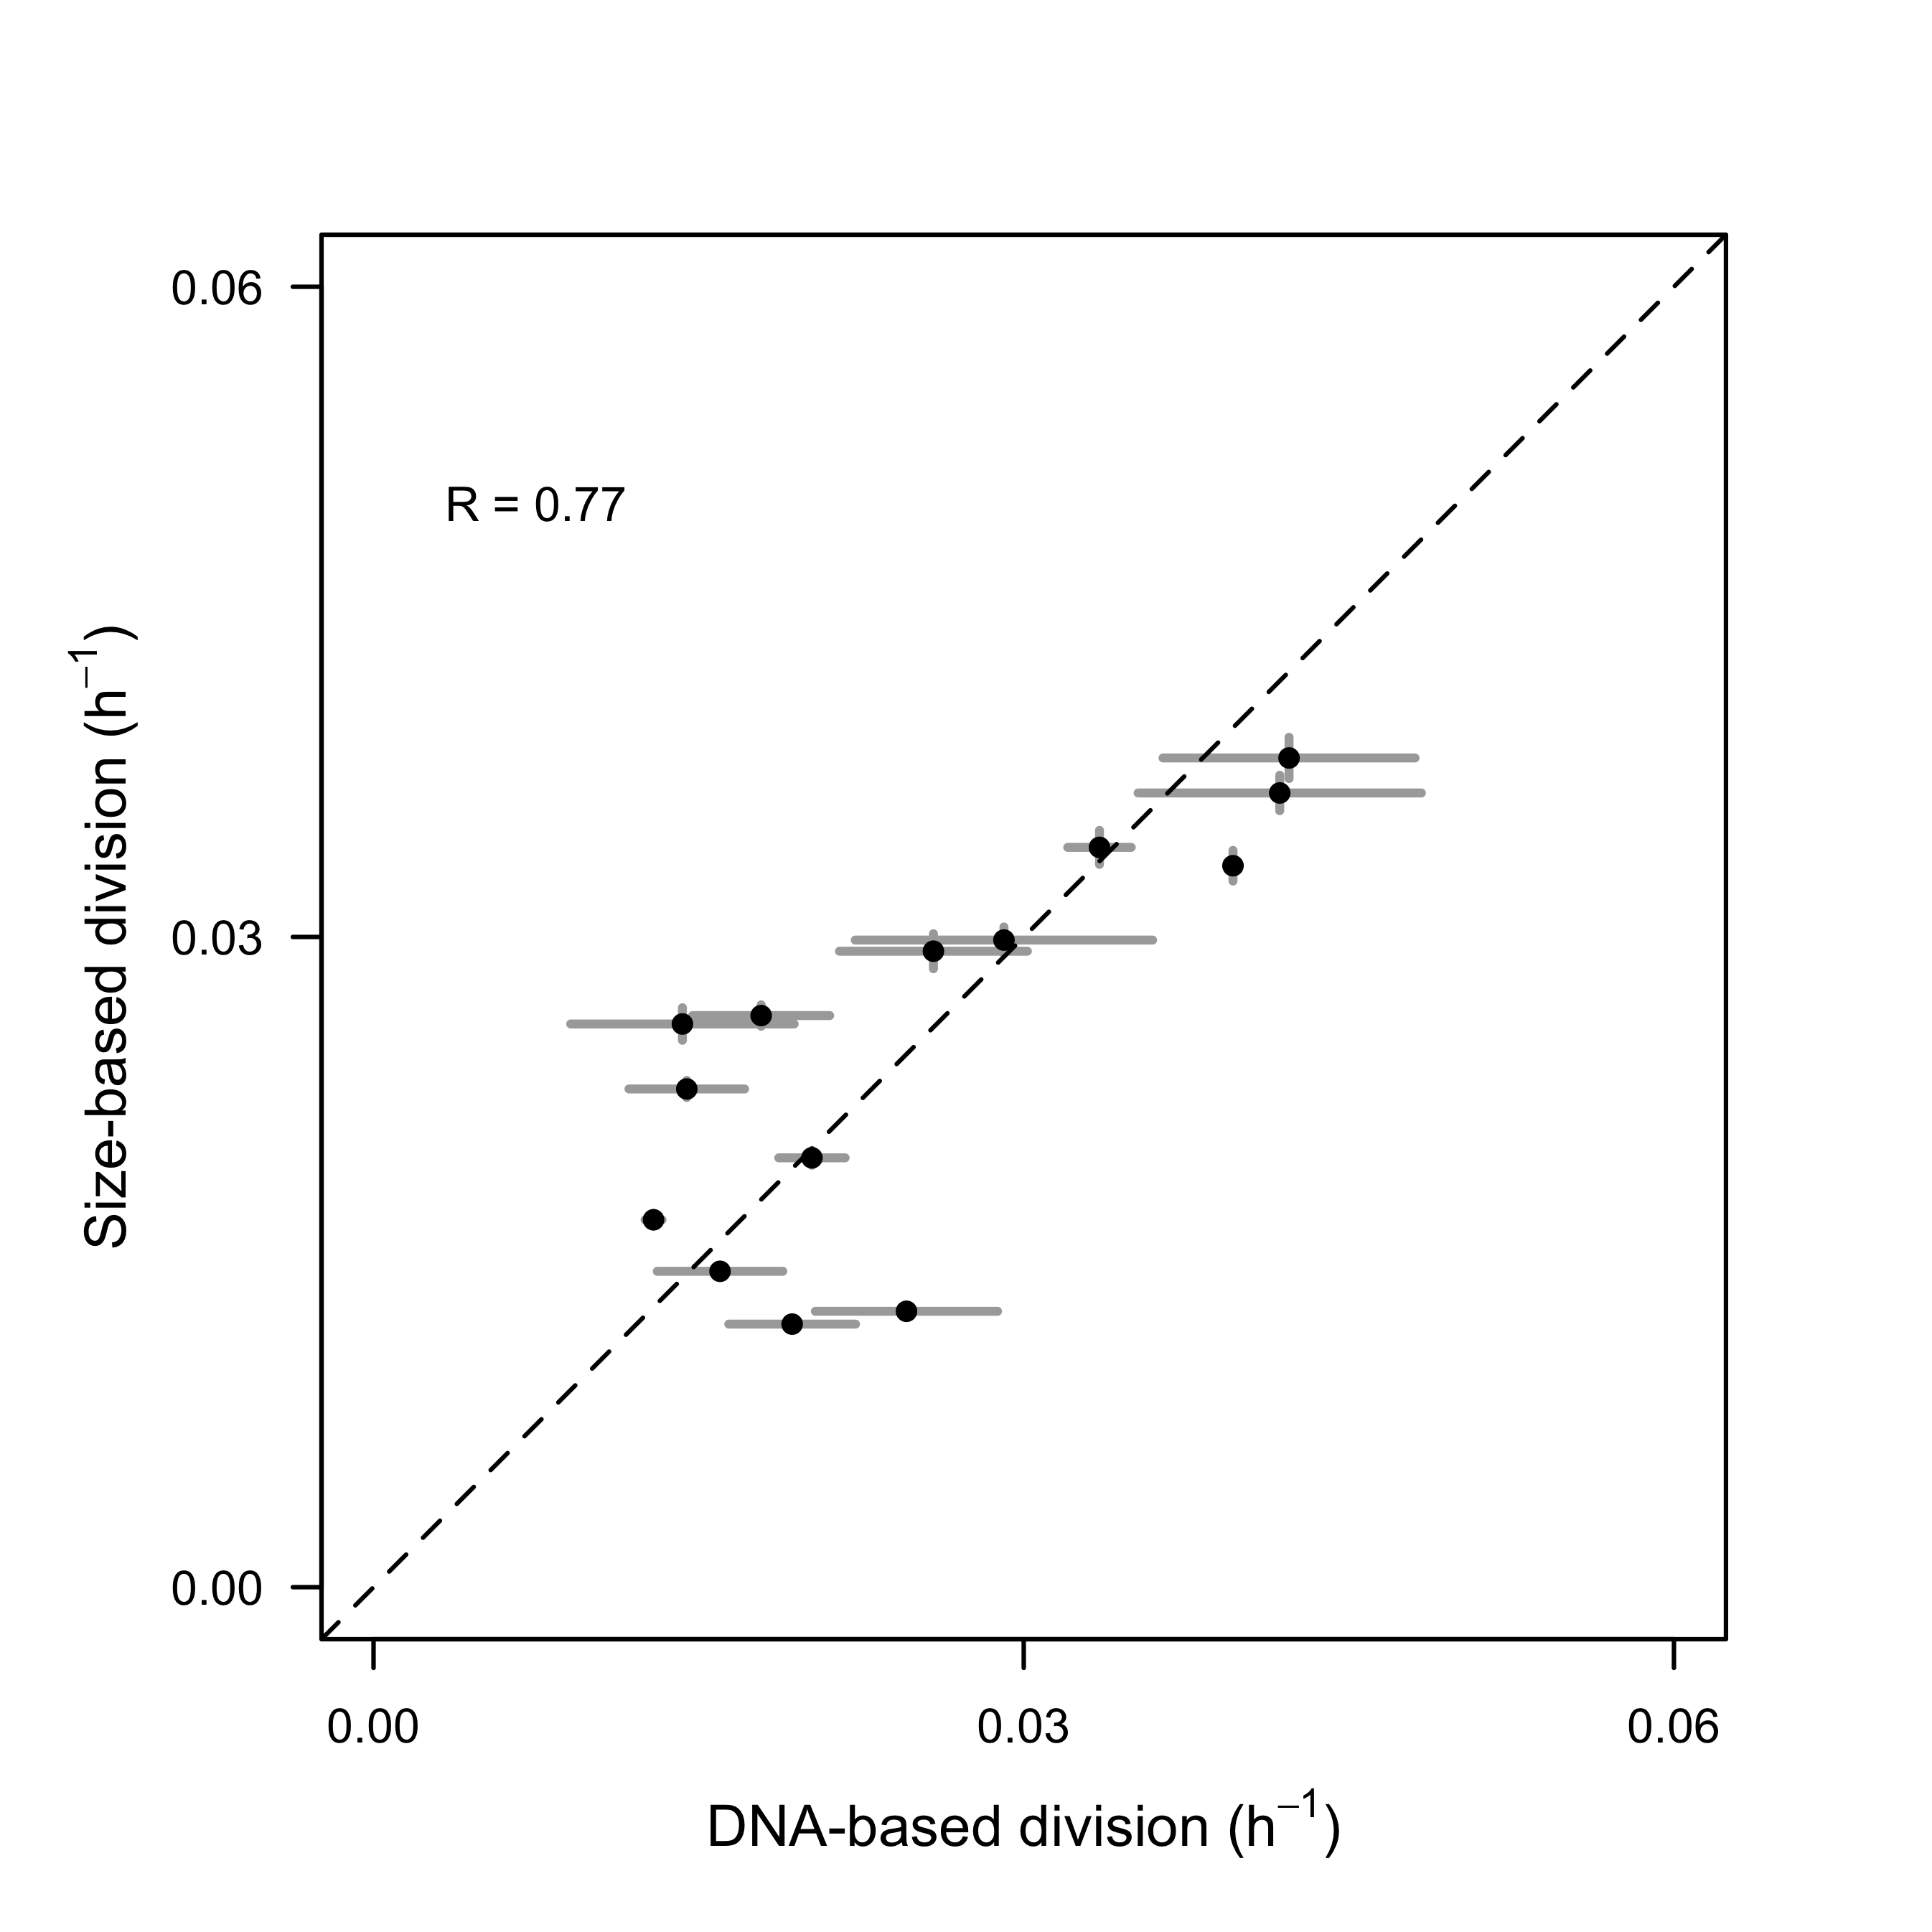 0.06
R = 0.77
0.03
0.00
Size-based division (h⁻¹)
0.00 0.03 0.06
DNA-based division (h⁻¹)